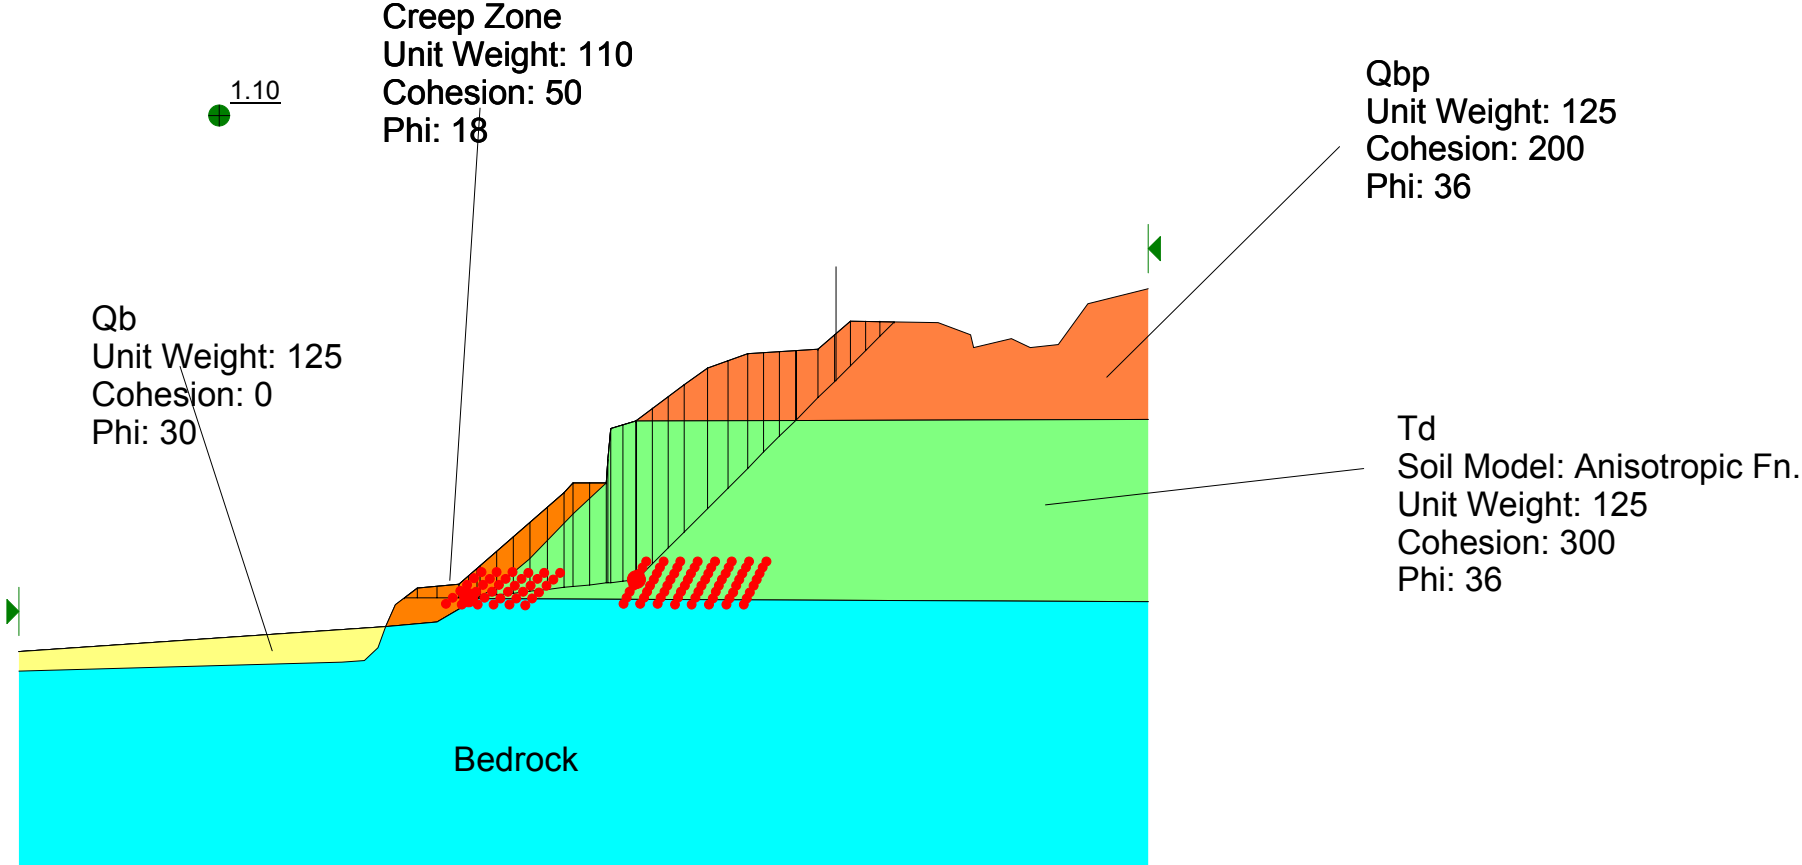 Creep Zone
Unit Weight: 110
Cohesion: 50
Phi: 18
1.10
Qbp
Unit Weight: 125
Cohesion: 200
Phi: 36
Qb
Unit Weight: 125
Cohesion: 0
Phi: 30
Td
Soil Model: Anisotropic Fn.
Unit Weight: 125
Cohesion: 300
Phi: 36
Bedrock